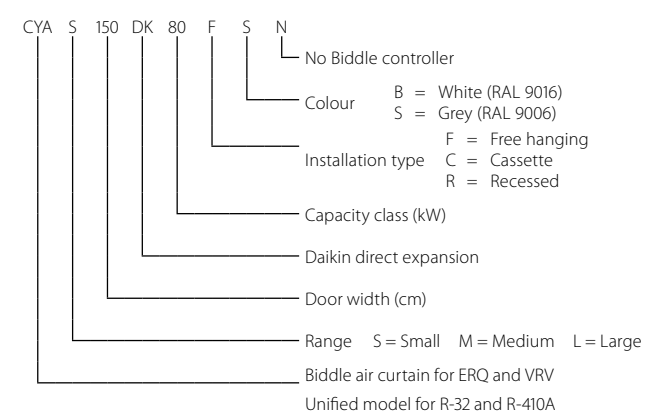 CYA S 150 DK 80 F S N
No Biddle controller
Colour B = White (RAL 9016)
S = Grey (RAL 9006)
Installation type F = Free hanging
C = Cassette
R = Recessed
Capacity class (kW)
Daikin direct expansion
Door width (cm)
Range S = Small M = Medium L = Large
Biddle air curtain for ERQ and VRV
Unified model for R-32 and R-410A